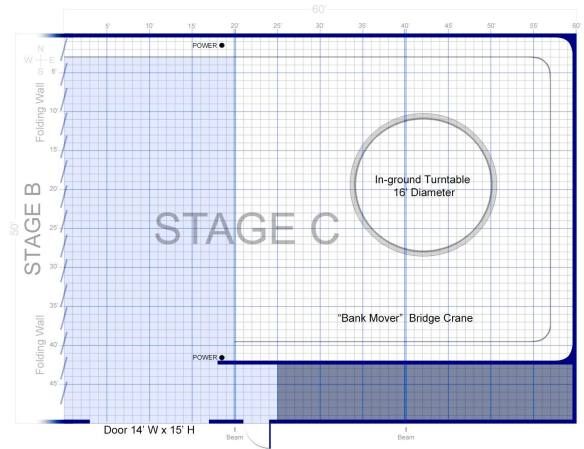 60'
5'
10'
15'
20'
25'
30'
35'
40'
45'
50'
55'
60'
POWER
N
W E
S
5'
10'
15'
20'
25'
30'
35'
40'
45'
50'
Folding Wall
STAGE B
Folding Wall
STAGE C
In-ground Turntable
16' Diameter
"Bank Mover" Bridge Crane
POWER
Door 14' W x 15' H
Beam
Beam